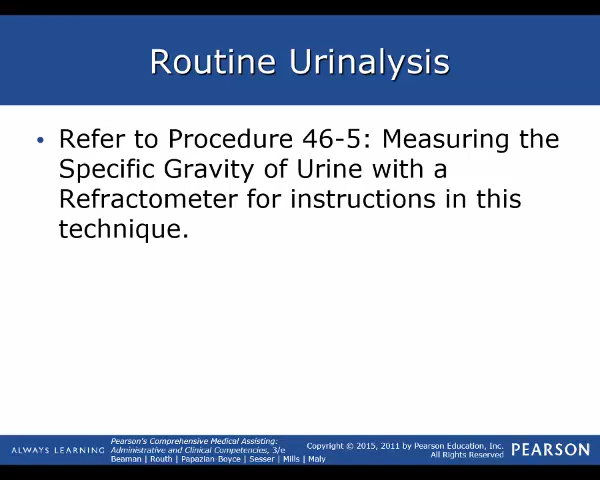 Routine Urinalysis
• Refer to Procedure 46-5: Measuring the
Specific Gravity of Urine with a
Refractometer for instructions in this
technique.
ALWAYS LEARNING
Pearson's Comprehensive Medical Assisting:
Administrative and Clinical Competencies, 3/e
Beaman | Routh | Papazian-Boyce | Sesser | Mills | Maly
Copyright © 2015, 2011 by Pearson Education, Inc.
All Rights Reserved
PEARSON